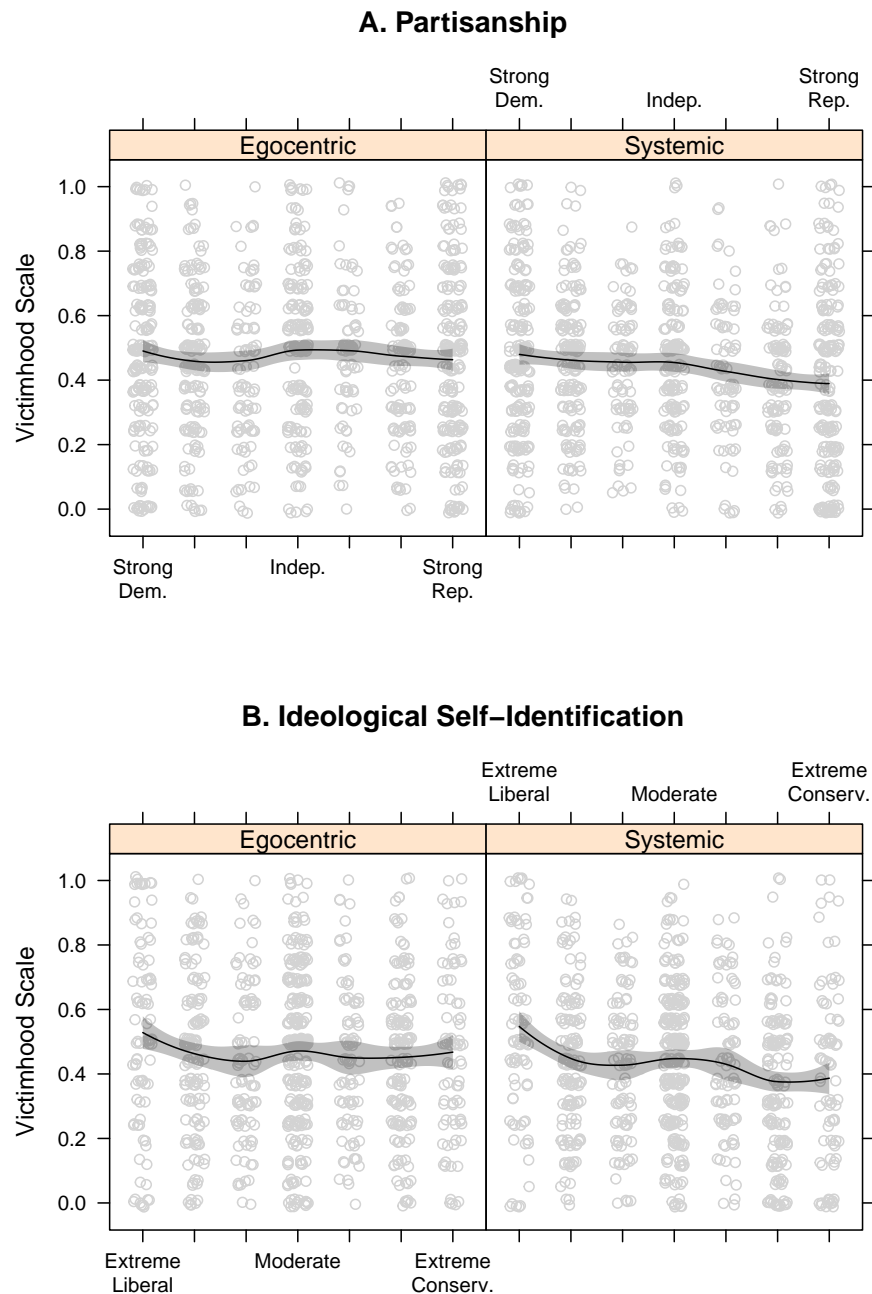 A. Partisanship
Strong
Dem.
Indep.
Strong
Rep.
Egocentric
Systemic
Victimhood Scale
1.0
0.8
0.6
0.4
0.2
0.0
Strong
Dem.
Indep.
Strong
Rep.
B. Ideological Self−Identification
Extreme
Liberal
Moderate
Extreme
Conserv.
Egocentric
Systemic
Victimhood Scale
1.0
0.8
0.6
0.4
0.2
0.0
Extreme
Liberal
Moderate
Extreme
Conserv.